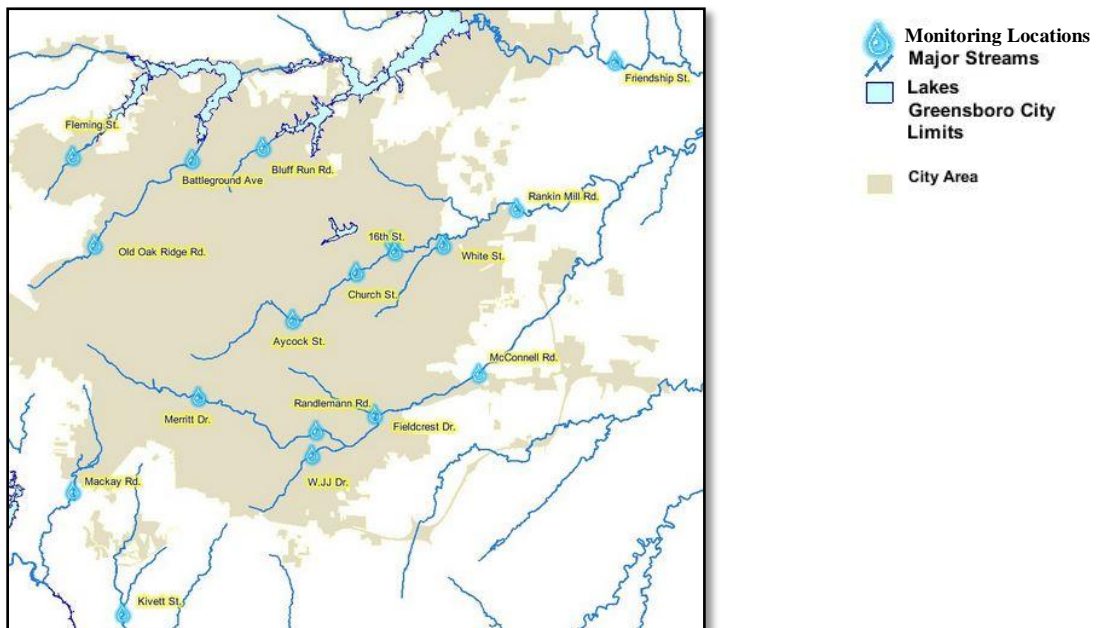 Friendship St.
Fleming St.
Battleground Ave
Bluff Run Rd.
Rankin Mill Rd.
Old Oak Ridge Rd.
16th St.
White St.
Church St.
Aycock St.
McConnell Rd.
Randlemann Rd.
Merritt Dr.
Fieldcrest Dr.
W.JJ Dr.
Mackay Rd.
Kivett St.
Monitoring Locations
Major Streams
Lakes
Greensboro City
Limits
City Area